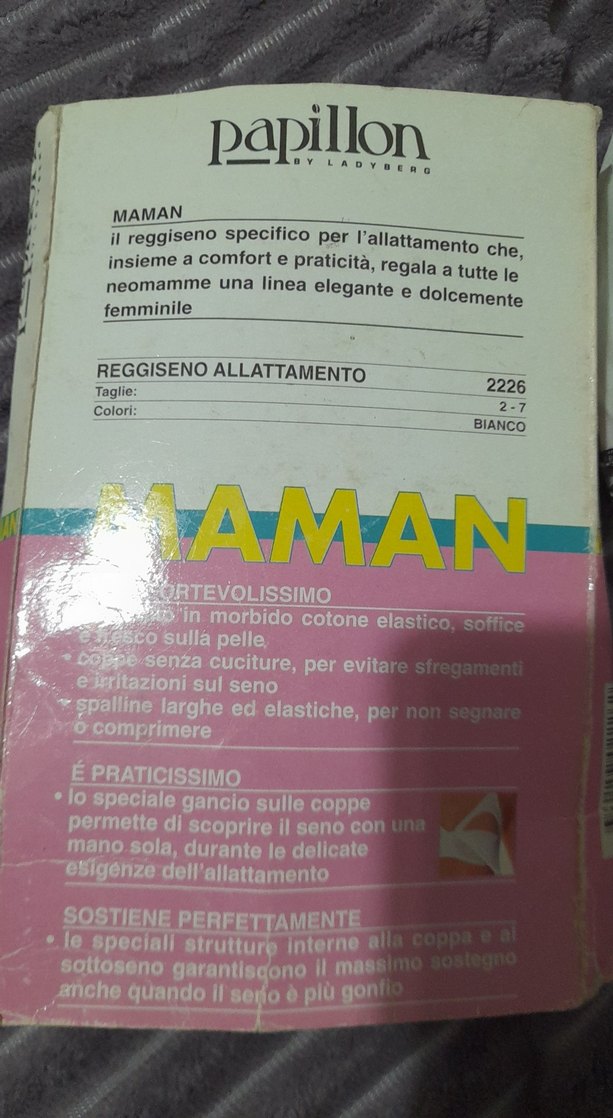 papillon
BY LADYBERG
MAMAN
il reggiseno specifico per l'allattamento che,
insieme a comfort e praticità, regala a tutte le
neomamme una linea elegante e dolcemente
femminile
REGGISENO ALLATTAMENTO 2226
Taglie: 2 - 7
Colori: BIANCO
MAMAN
in morbido cotone elastico, soffice
e fresco sulla pelle
• coppe senza cuciture, per evitare sfregamenti
e irritazioni sul seno
• spalline larghe ed elastiche, per non segnare
o comprimere
É PRATICISSIMO
• lo speciale gancio sulle coppe
permette di scoprire il seno con una
mano sola, durante le delicate
esigenze dell'allattamento
SOSTIENE PERFETTAMENTE
• le speciali strutture interne alla coppa e al
sottoseno garantiscono il massimo sostegno
anche quando il seno è più gonfio